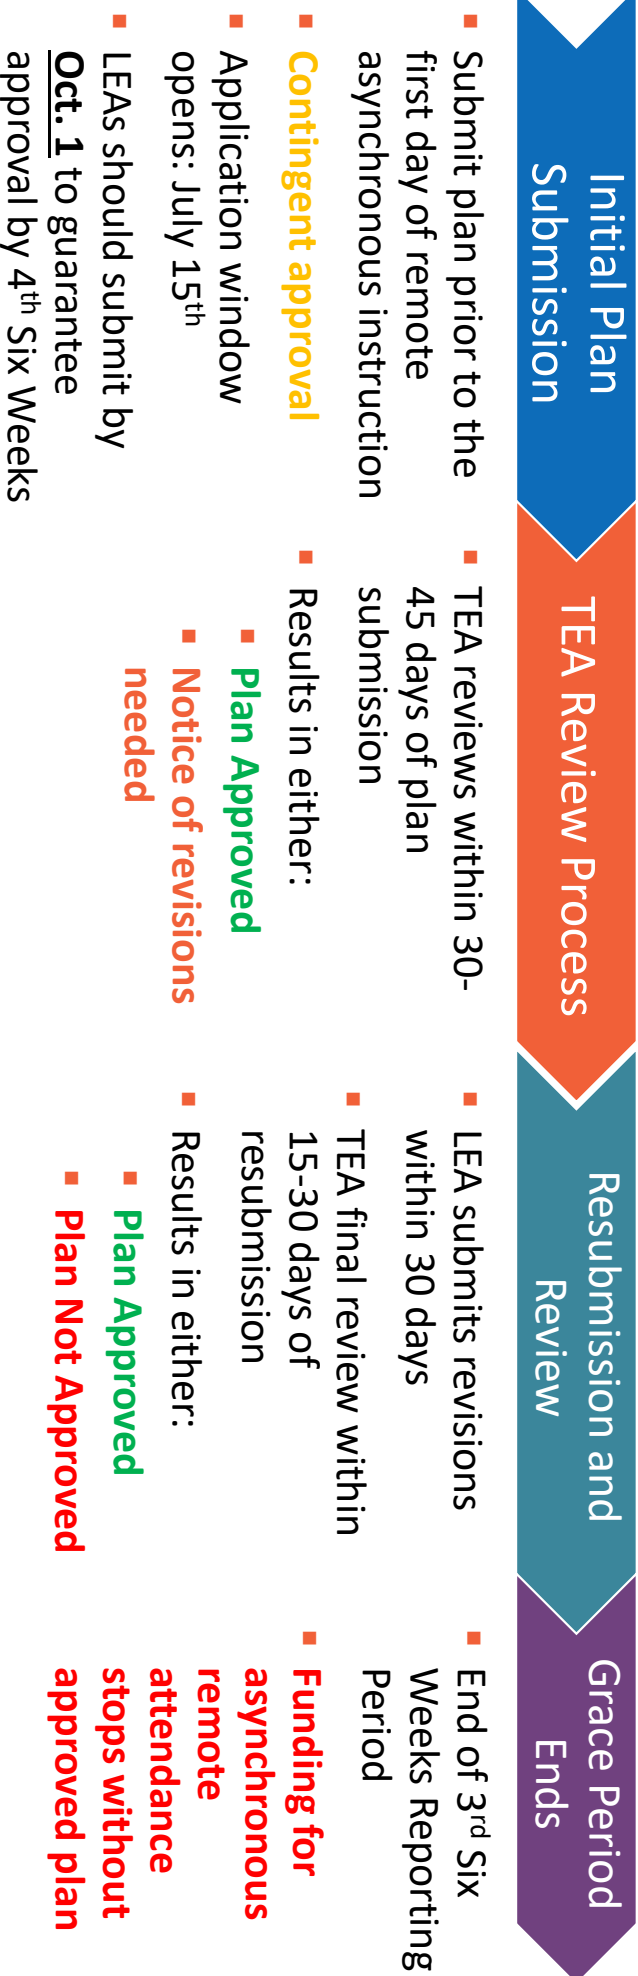 Initial Plan
Submission
▪ Submit plan prior to the
first day of remote
asynchronous instruction
▪ Contingent approval
▪ Application window
opens: July 15th
▪ LEAs should submit by
Oct. 1 to guarantee
approval by 4th Six Weeks
TEA Review Process
▪ TEA reviews within 30-
45 days of plan
submission
▪ Results in either:
▪ Plan Approved
▪ Notice of revisions
needed
Resubmission and
Review
▪ LEA submits revisions
within 30 days
▪ TEA final review within
15-30 days of
resubmission
▪ Results in either:
▪ Plan Approved
▪ Plan Not Approved
Grace Period
Ends
▪ End of 3rd Six
Weeks Reporting
Period
▪ Funding for
asynchronous
remote
attendance
stops without
approved plan